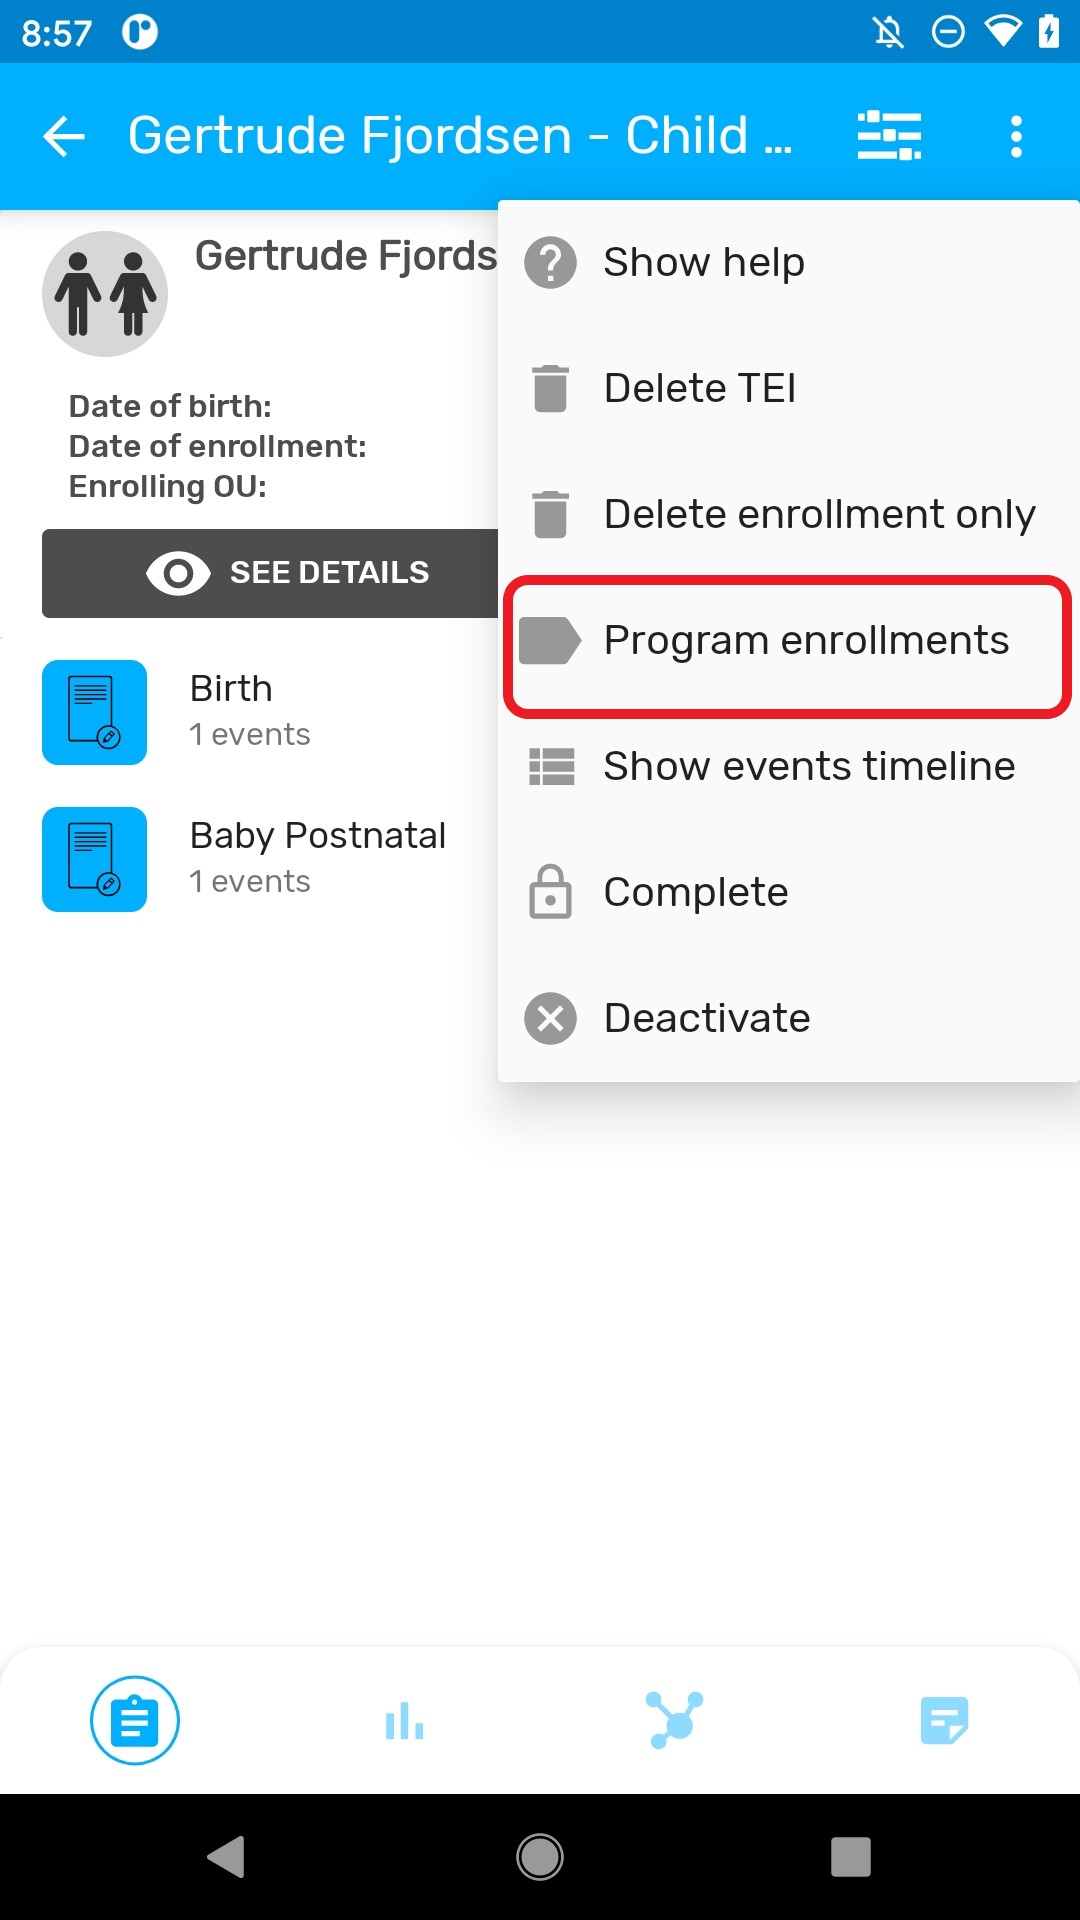 8:57
Gertrude Fjordsen - Child ...
Gertrude Fjords
Date of birth:
Date of enrollment:
Enrolling OU:
SEE DETAILS
Birth
1 events
Baby Postnatal
1 events
Show help
Delete TEI
Delete enrollment only
Program enrollments
Show events timeline
Complete
Deactivate